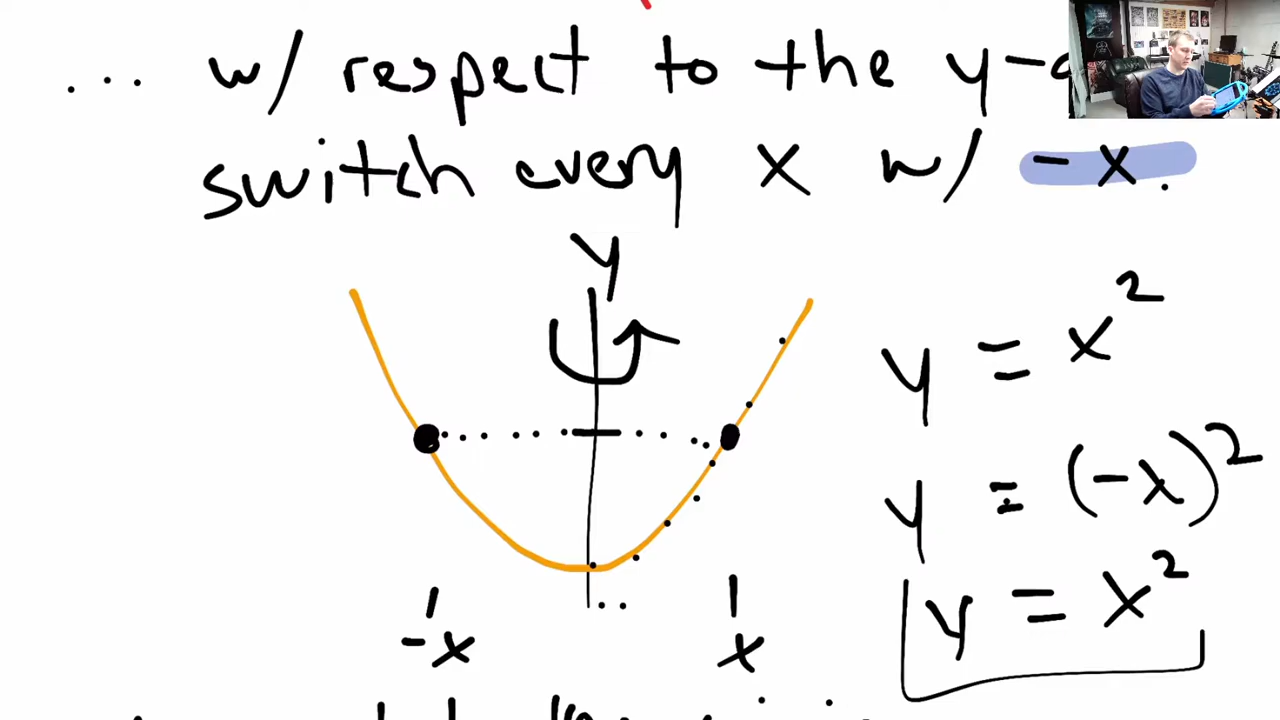 ... w/ respect to the y-
switch every x w/ -x.
y
y = x²
y = (-x)²
y = x²
-x x